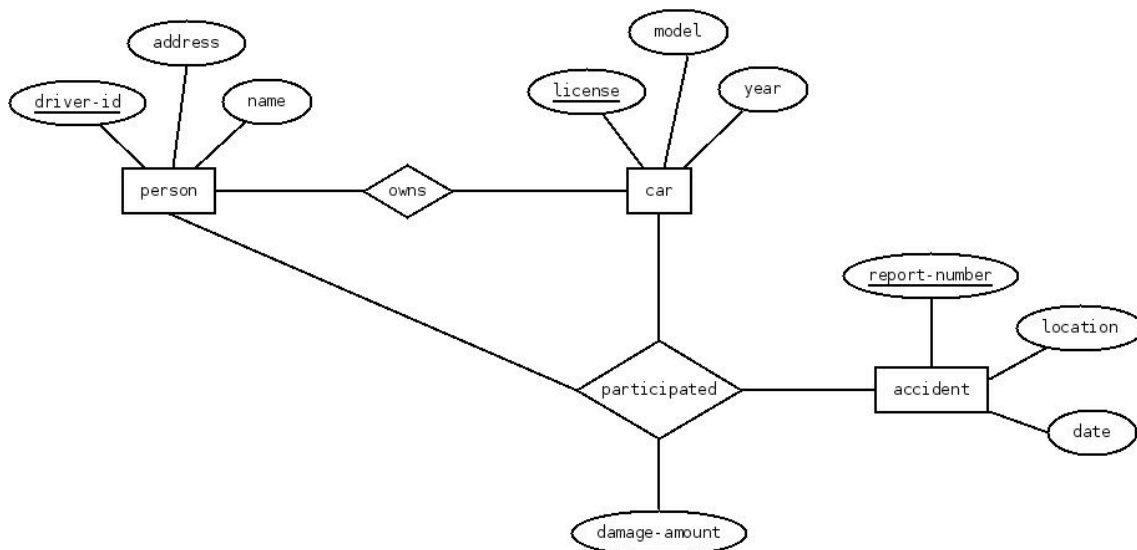 address
driver-id
name
model
license
year
person
owns
car
report-number
location
participated
accident
date
damage-amount